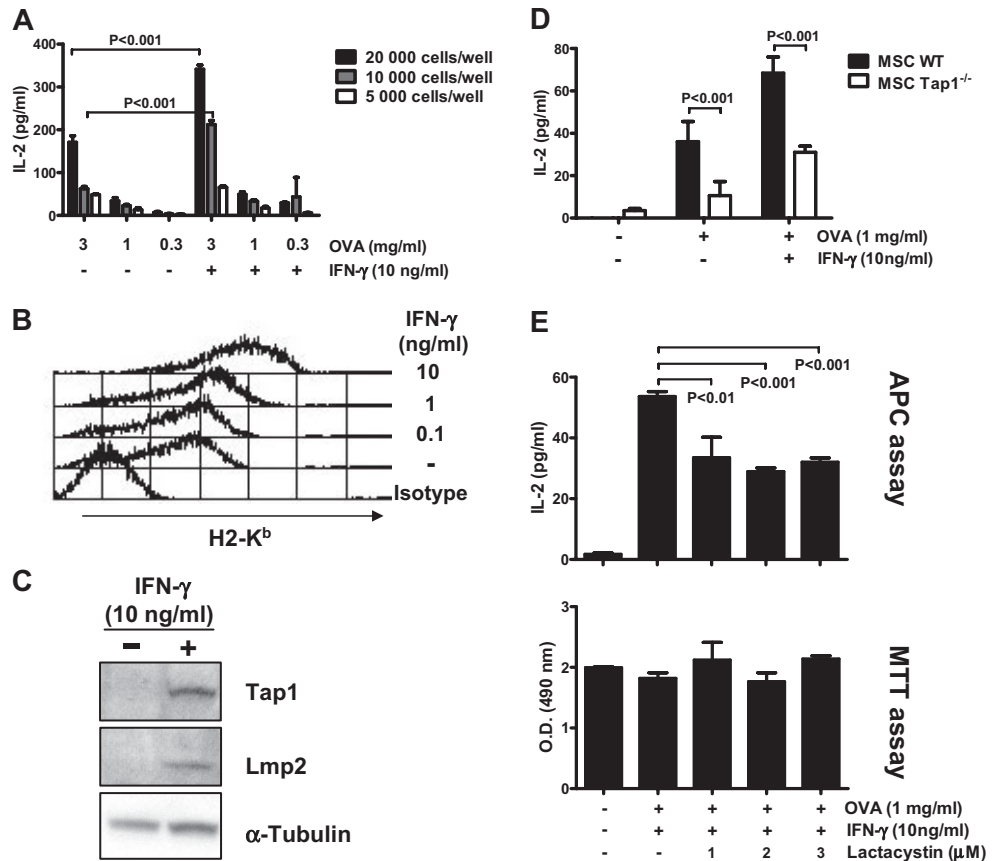 A
P<0.001
P<0.001
400
300
200
100
0
IL-2 (pg/ml)
20 000 cells/well
10 000 cells/well
5 000 cells/well
3 1 0.3 3 1 0.3 OVA (mg/ml)
- - - + + + IFN-γ (10 ng/ml)
B
IFN-γ
(ng/ml)
10
1
0.1
-
Isotype
H2-Kᵇ
C
IFN-γ
(10 ng/ml)
- +
Tap1
Lmp2
α-Tubulin
D
P<0.001
P<0.001
80
60
40
20
0
IL-2 (pg/ml)
MSC WT
MSC Tap1⁻/⁻
- + + OVA (1 mg/ml)
- - + IFN-γ (10ng/ml)
E
P<0.001
P<0.001
P<0.01
60
40
20
0
IL-2 (pg/ml)
APC assay
3
2
1
0
O.D. (490 nm)
MTT assay
- + + + + OVA (1 mg/ml)
- + + + + IFN-γ (10ng/ml)
- - 1 2 3 Lactacystin (μM)